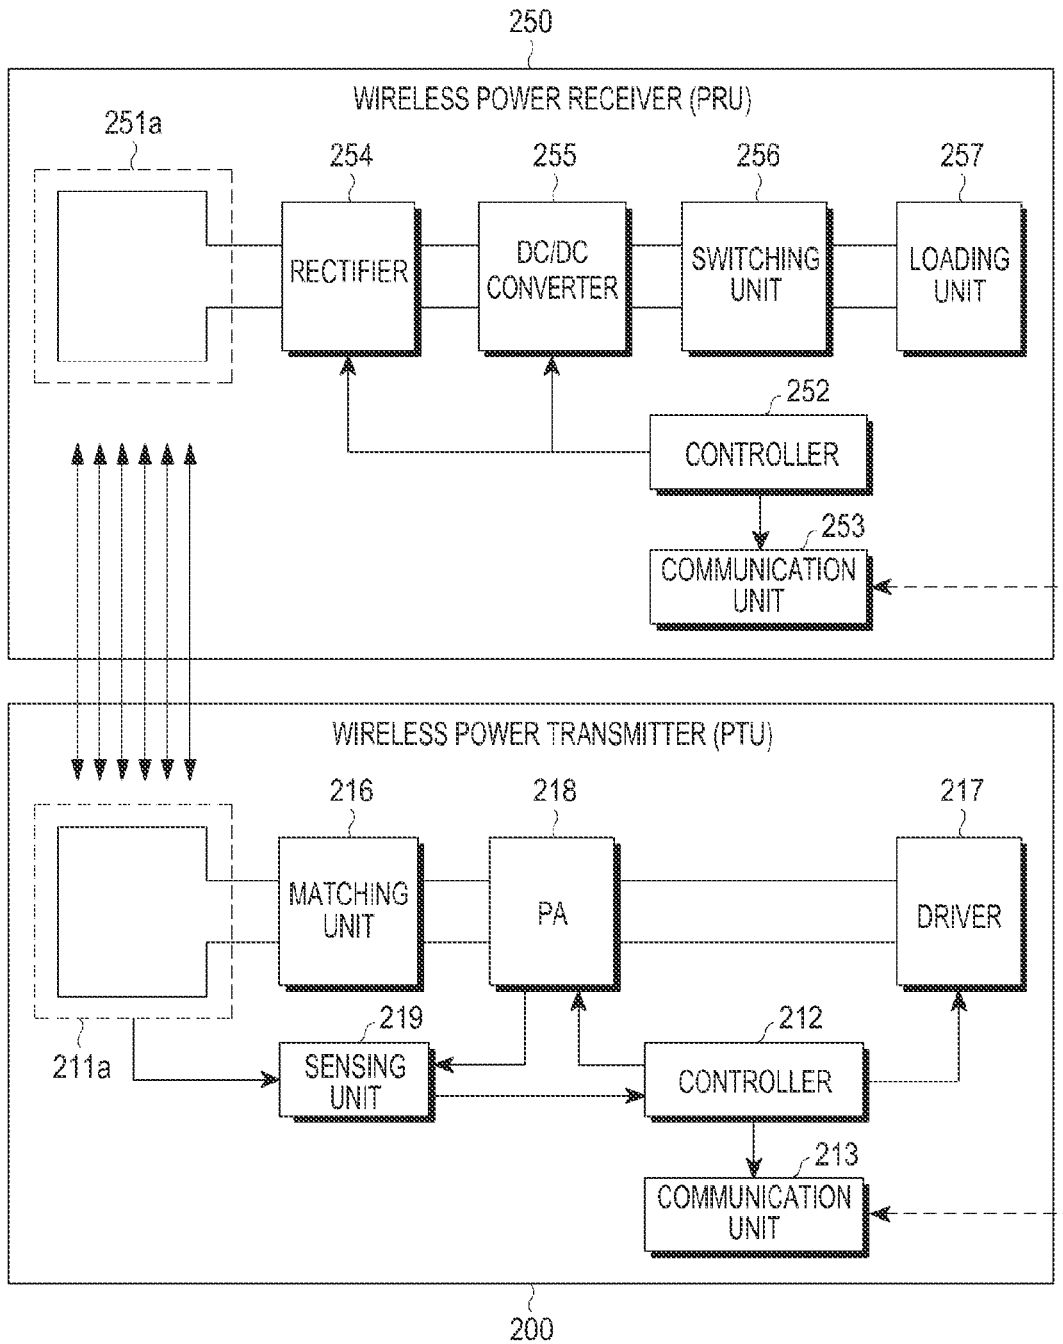 250
WIRELESS POWER RECEIVER (PRU)
251a
254
255
256
257
RECTIFIER
DC/DC
CONVERTER
SWITCHING
UNIT
LOADING
UNIT
252
CONTROLLER
253
COMMUNICATION
UNIT
WIRELESS POWER TRANSMITTER (PTU)
216
218
217
MATCHING
UNIT
PA
DRIVER
211a
219
SENSING
UNIT
212
CONTROLLER
213
COMMUNICATION
UNIT
200